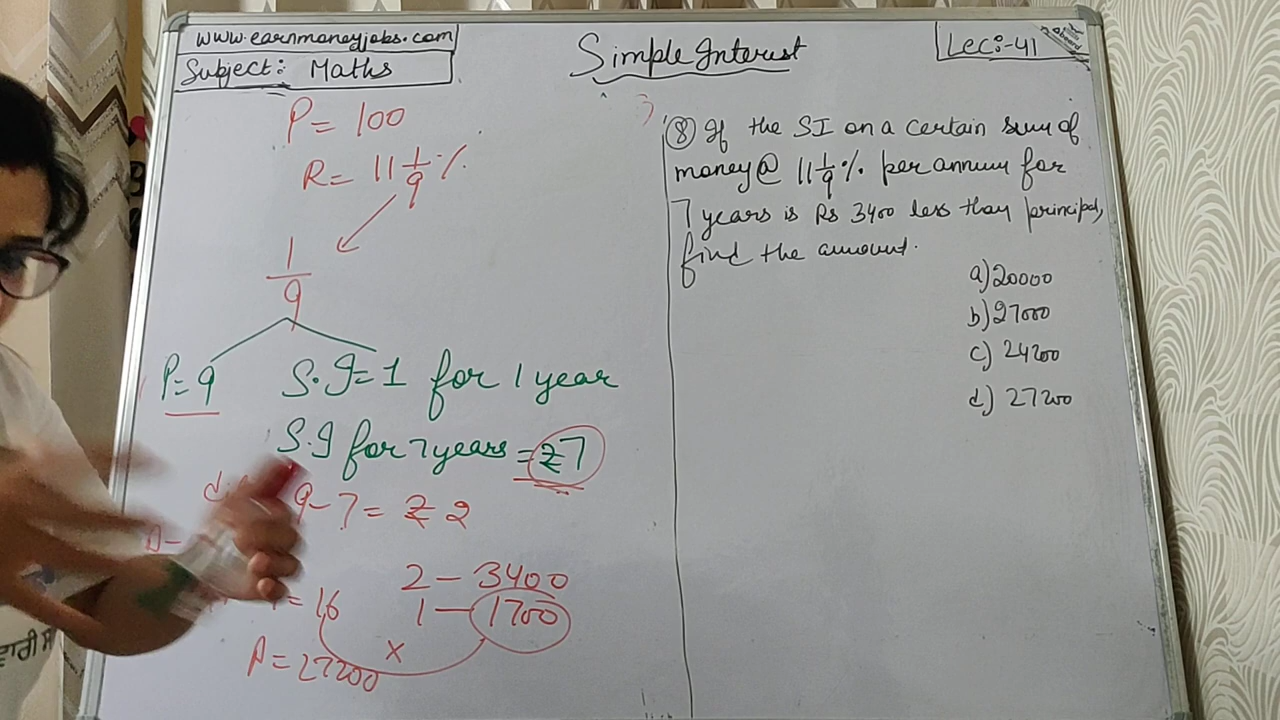 www.earnmoneyjobs.com
Subject:- Maths
Simple Interest
Lec:-41
P= 100
R= 11 1/9 %
1/9
P= 9 S.I= 1 for 1 year
S.I for 7 years = ₹7
9-7= ₹ 2
2 - 3400
= 16 1 - 1700
×
A= 27200
⑧ If the SI on a certain sum of
money @ 11 1/9 % per annum for
7 years is Rs 3400 less than principal,
find the amount.
a) 20000
b) 27000
c) 24200
d) 27200